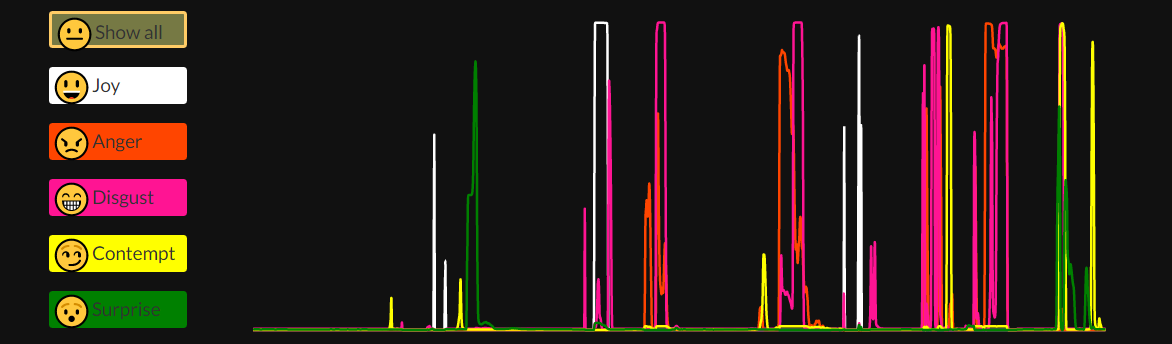 Show all
Joy
Anger
Disgust
Contempt
Surprise